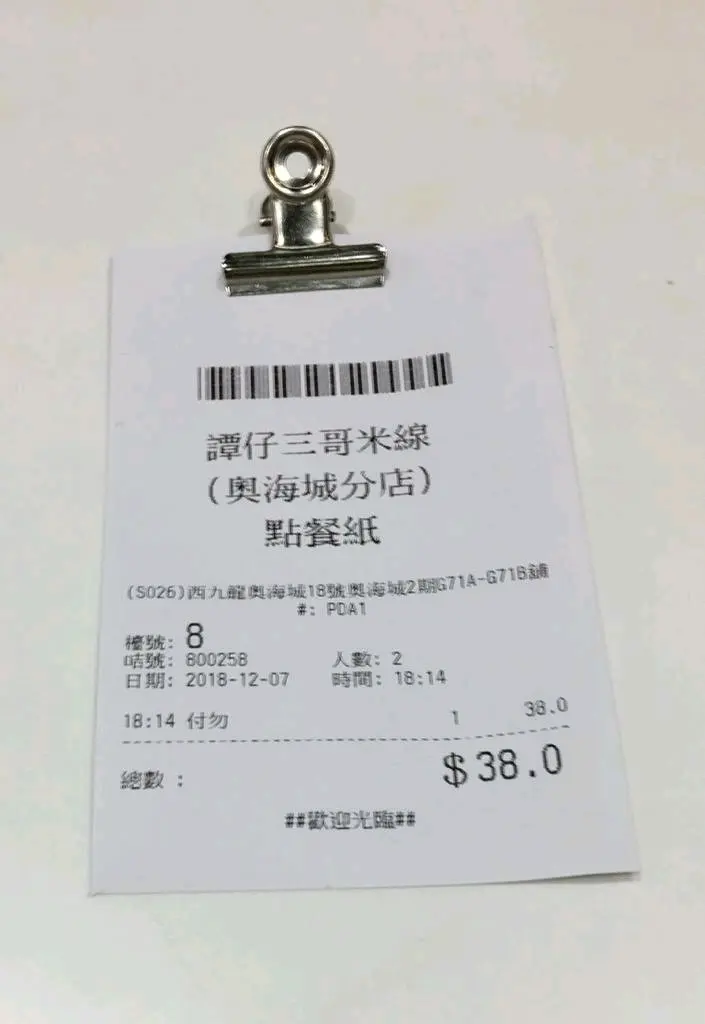 譚仔三哥米線
(奧海城分店)
點餐紙
(S026)西九龍奧海城18號奧海城2期G71A-G71B舖
#: PDA1
檯號: 8
咭號: 800258 人數: 2
日期: 2018-12-07 時間: 18:14
18:14 付勿 1 38.0
總數 : $38.0
##歡迎光臨##